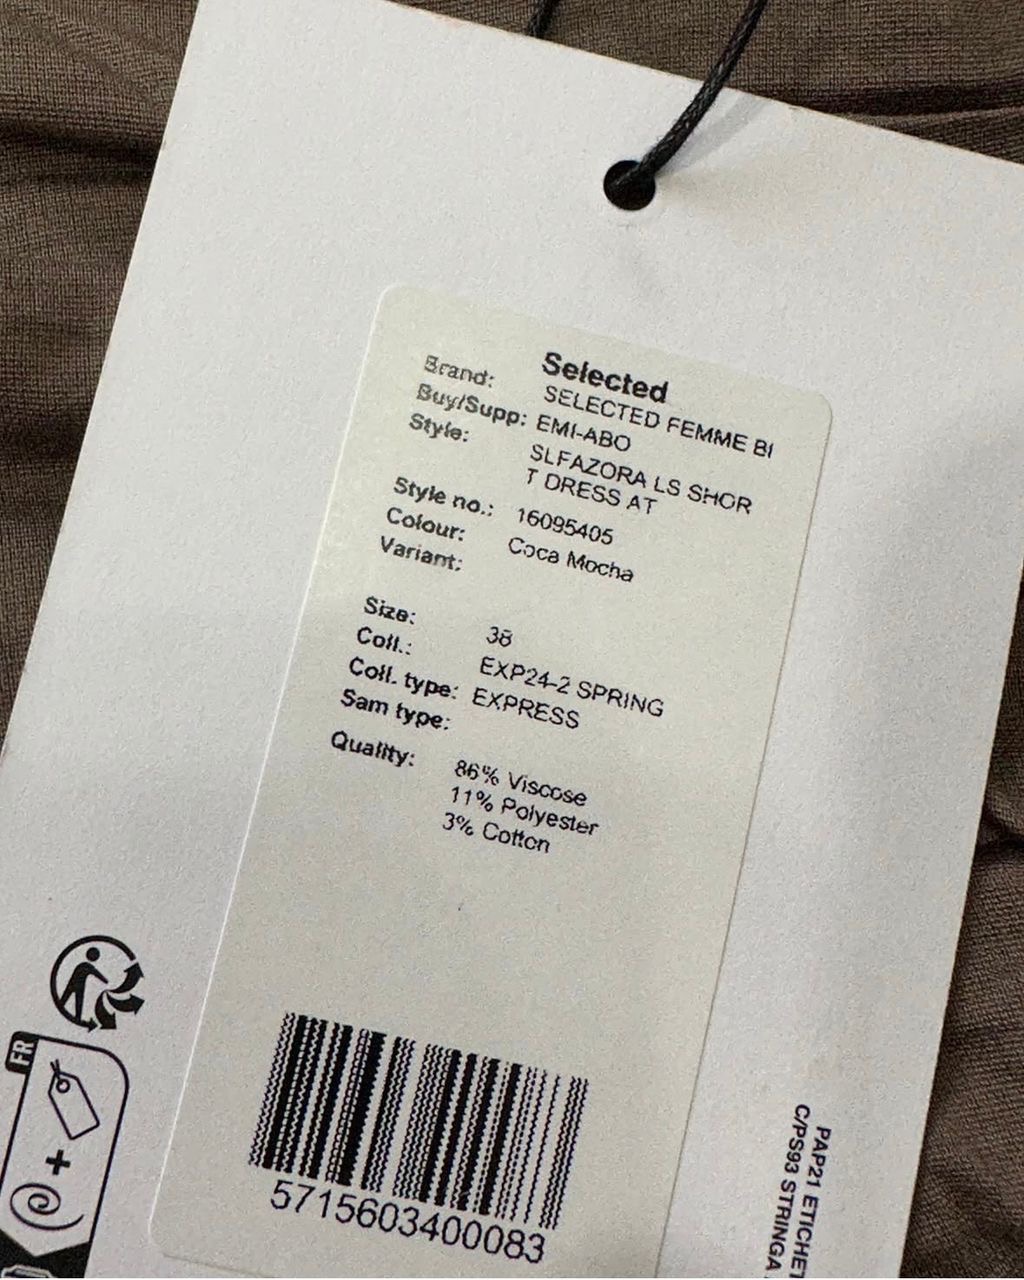 Selected
Brand: SELECTED FEMME BI
Buy/Supp: EMI-ABO
Style: SLFAZORA LS SHOR
T DRESS AT
Style no.: 16095405
Colour: Coca Mocha
Variant:
Size: 38
Coll.: EXP24-2 SPRING
Coll. type: EXPRESS
Sam type:
Quality: 86% Viscose
11% Polyester
3% Cotton
5715603400083
FR
+
PAP21 ETICHET
C/PS93 STRINGA